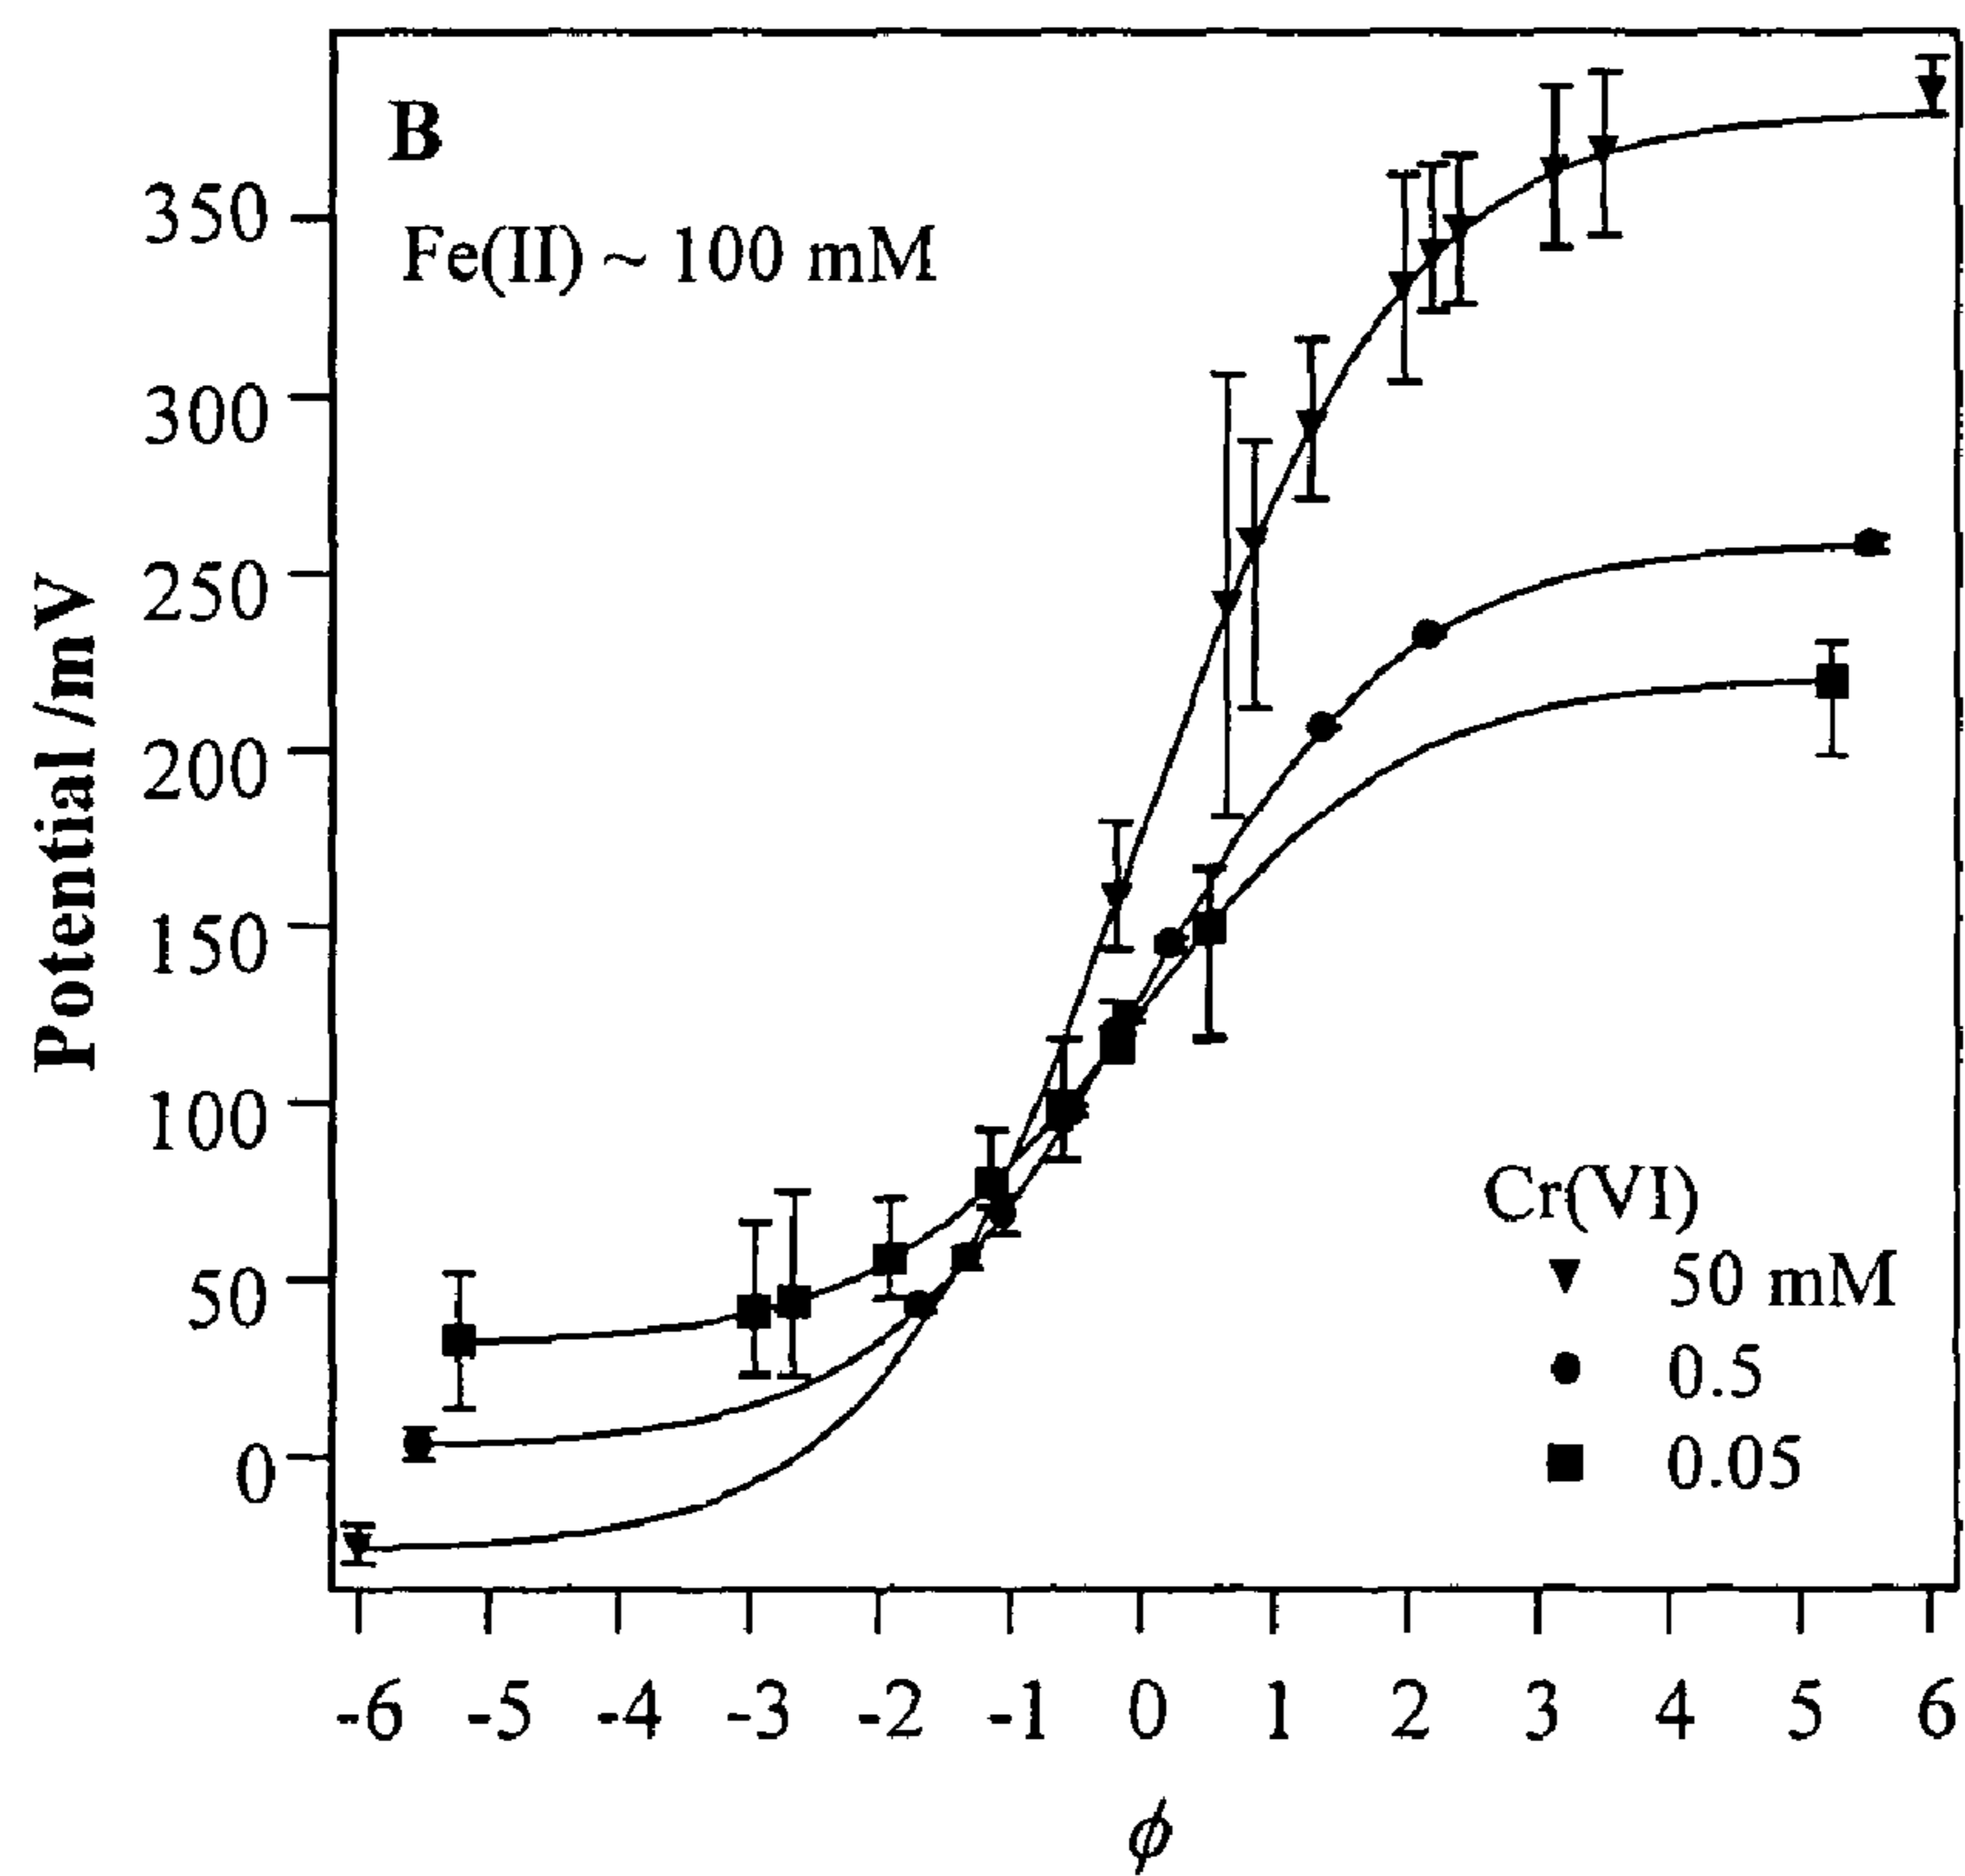 B
Fe(II) ~ 100 mM
Potential /mV
350
300
250
200
150
100
50
0
Cr(VI)
50 mM
0.5
0.05
-6 -5 -4 -3 -2 -1 0 1 2 3 4 5 6
ϕ